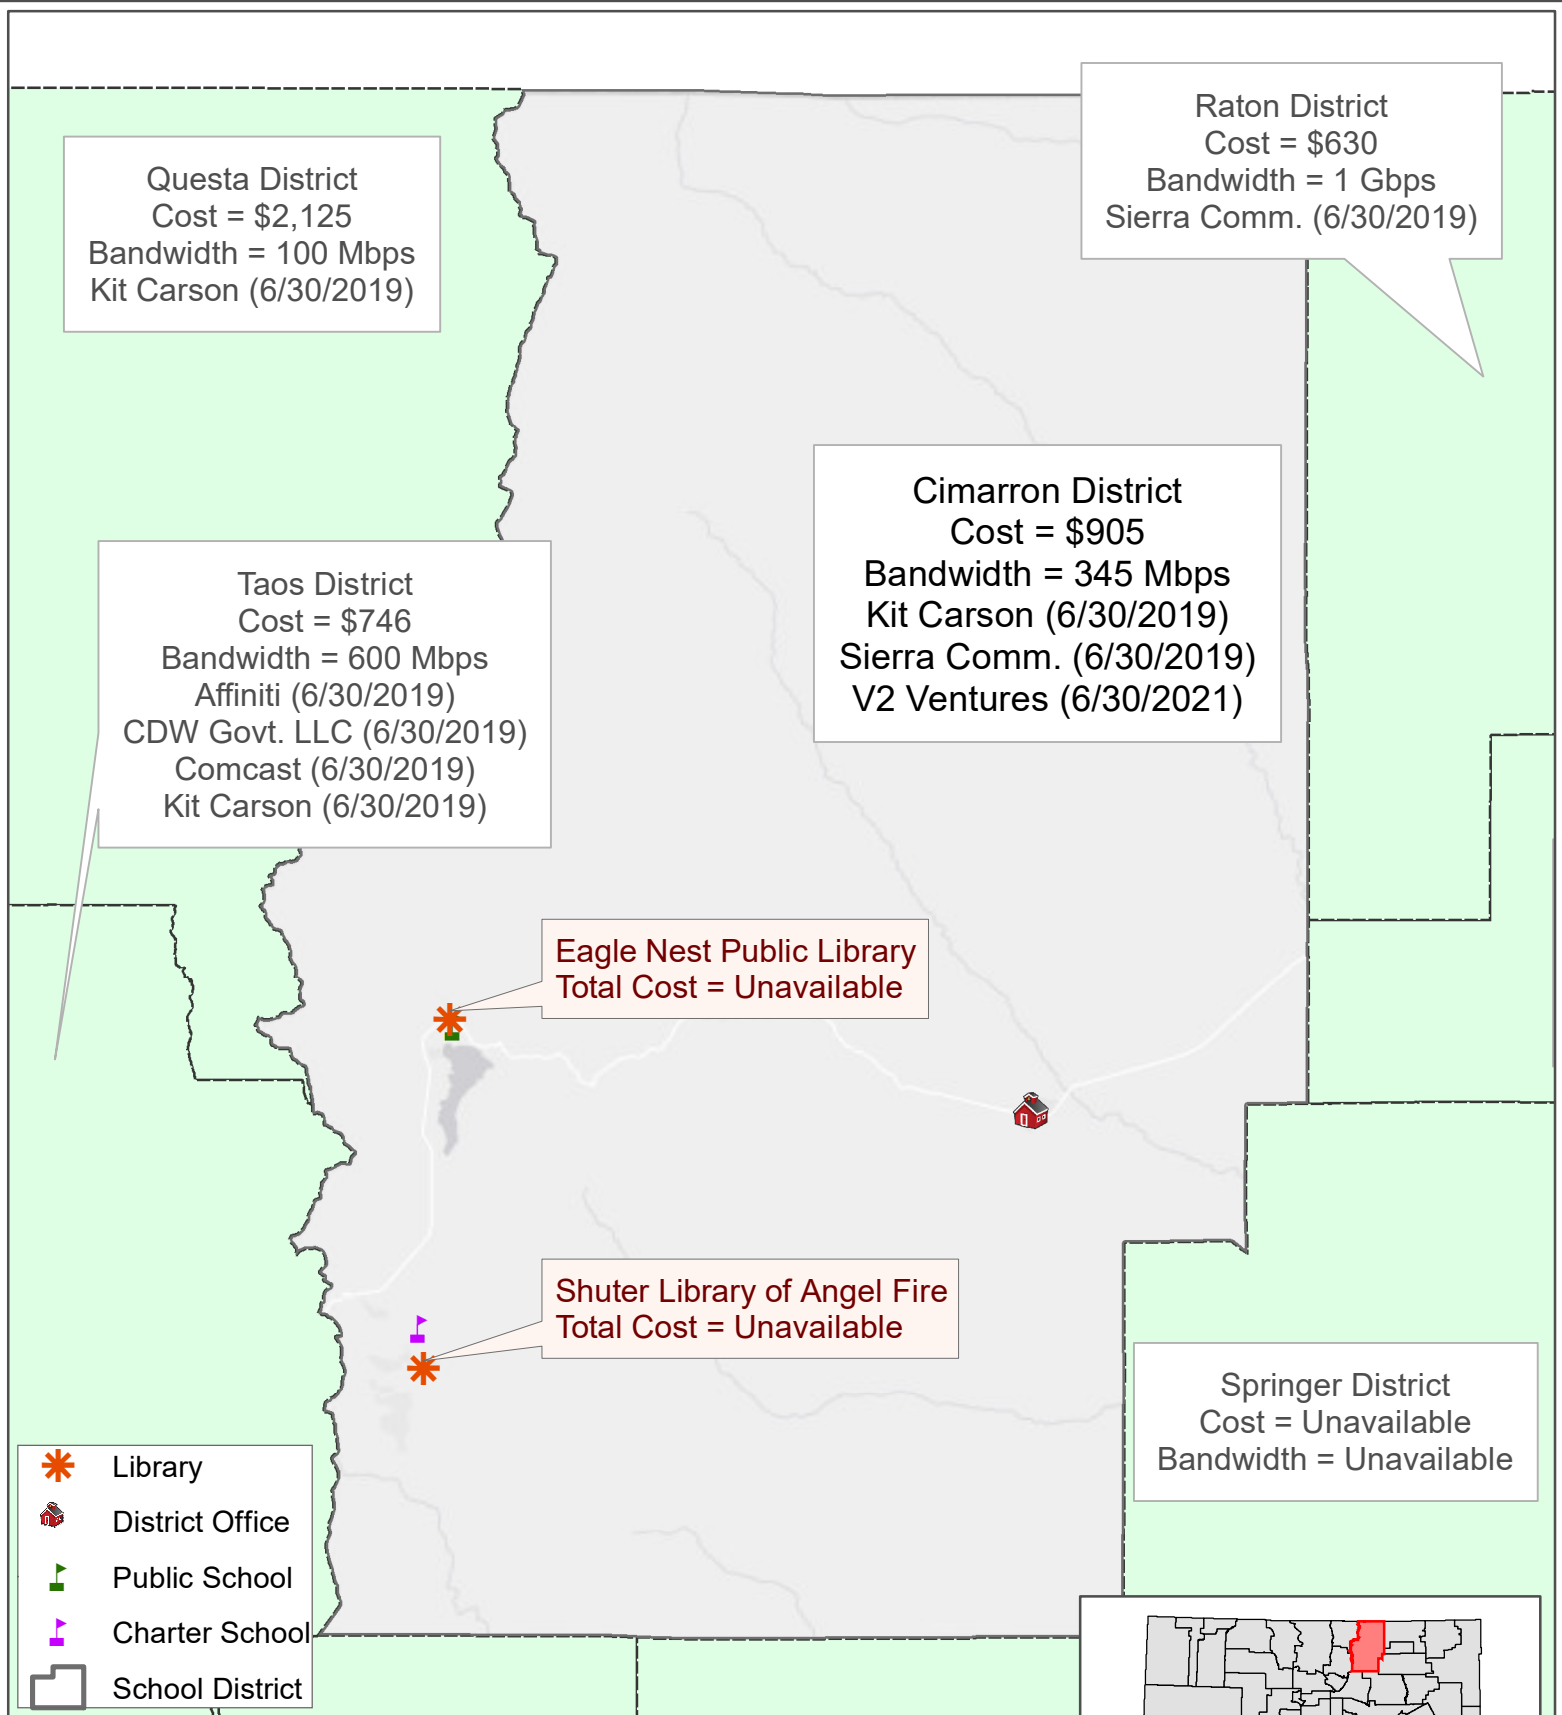 Questa District
Cost = $2,125
Bandwidth = 100 Mbps
Kit Carson (6/30/2019)
Raton District
Cost = $630
Bandwidth = 1 Gbps
Sierra Comm. (6/30/2019)
Cimarron District
Cost = $905
Bandwidth = 345 Mbps
Kit Carson (6/30/2019)
Sierra Comm. (6/30/2019)
V2 Ventures (6/30/2021)
Taos District
Cost = $746
Bandwidth = 600 Mbps
Affiniti (6/30/2019)
CDW Govt. LLC (6/30/2019)
Comcast (6/30/2019)
Kit Carson (6/30/2019)
Eagle Nest Public Library
Total Cost = Unavailable
Shuter Library of Angel Fire
Total Cost = Unavailable
Springer District
Cost = Unavailable
Bandwidth = Unavailable
Library
District Office
Public School
Charter School
School District